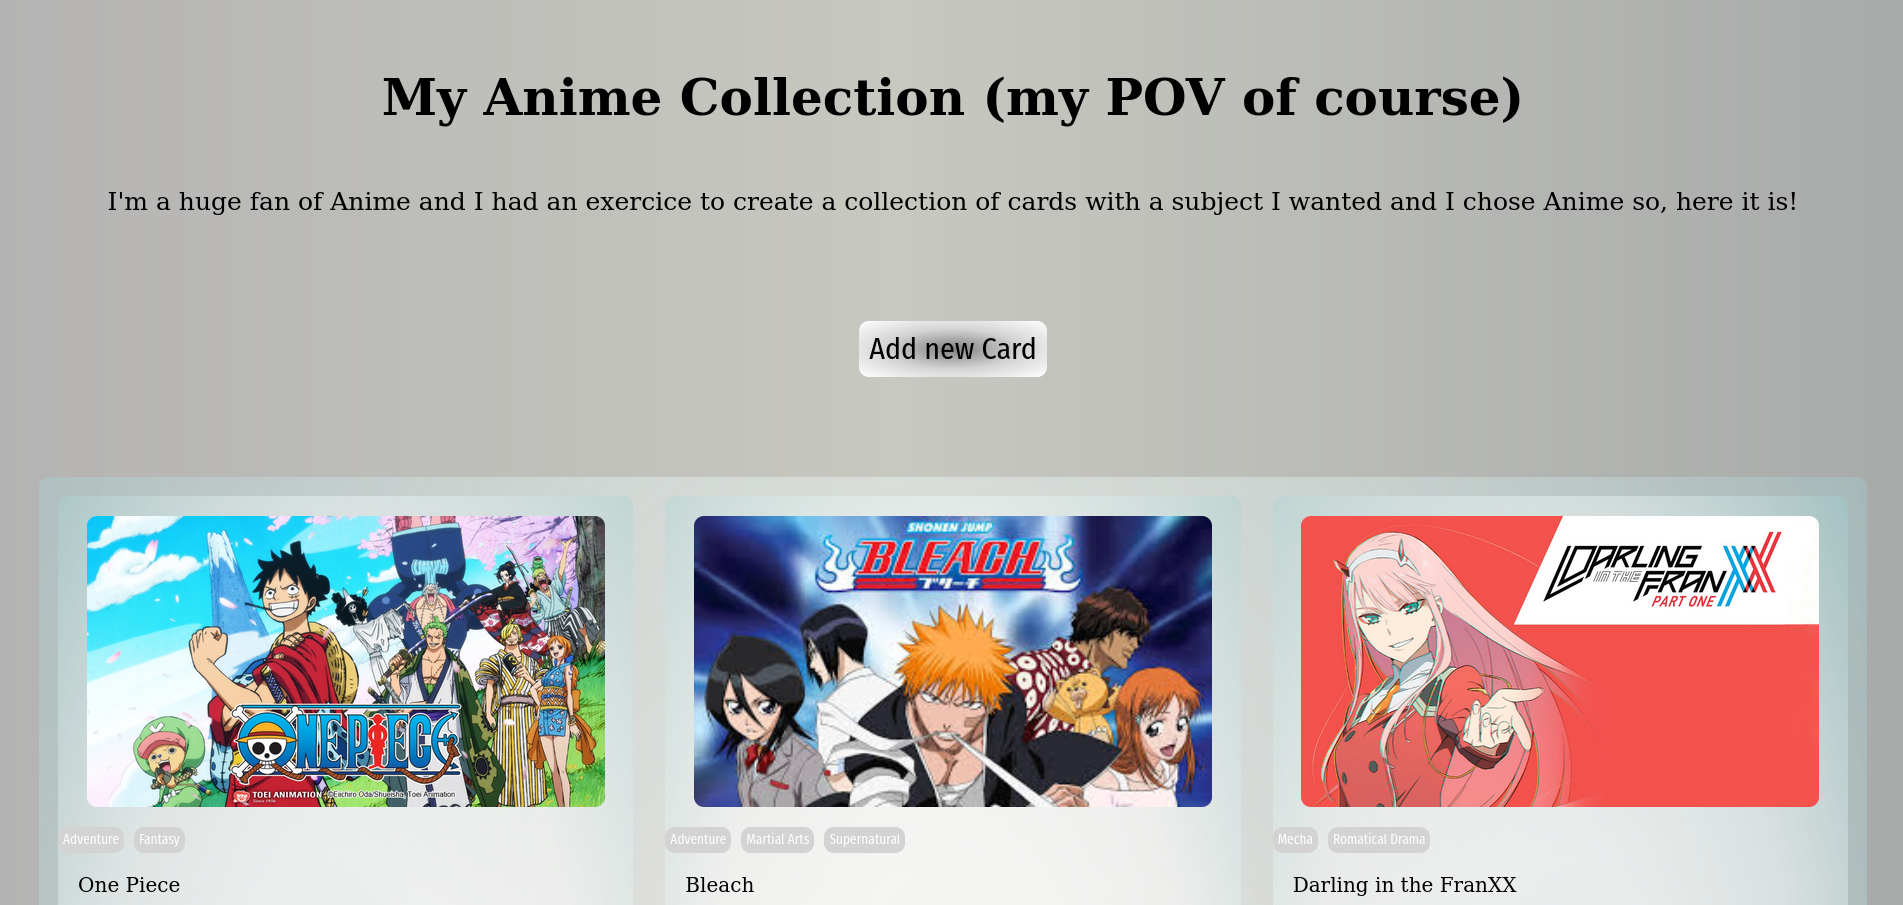 My Anime Collection (my POV of course)
I'm a huge fan of Anime and I had an exercice to create a collection of cards with a subject I wanted and I chose Anime so, here it is!
Add new Card
ONE PIECE
TOEI ANIMATION ©Eiichiro Oda/Shueisha, Toei Animation
Since 1956
Adventure Fantasy
One Piece
SHONEN JUMP
BLEACH
ブリーチ
Adventure Martial Arts Supernatural
Bleach
DARLING
IN THE FRANXX
PART ONE
Mecha Romatical Drama
Darling in the FranXX